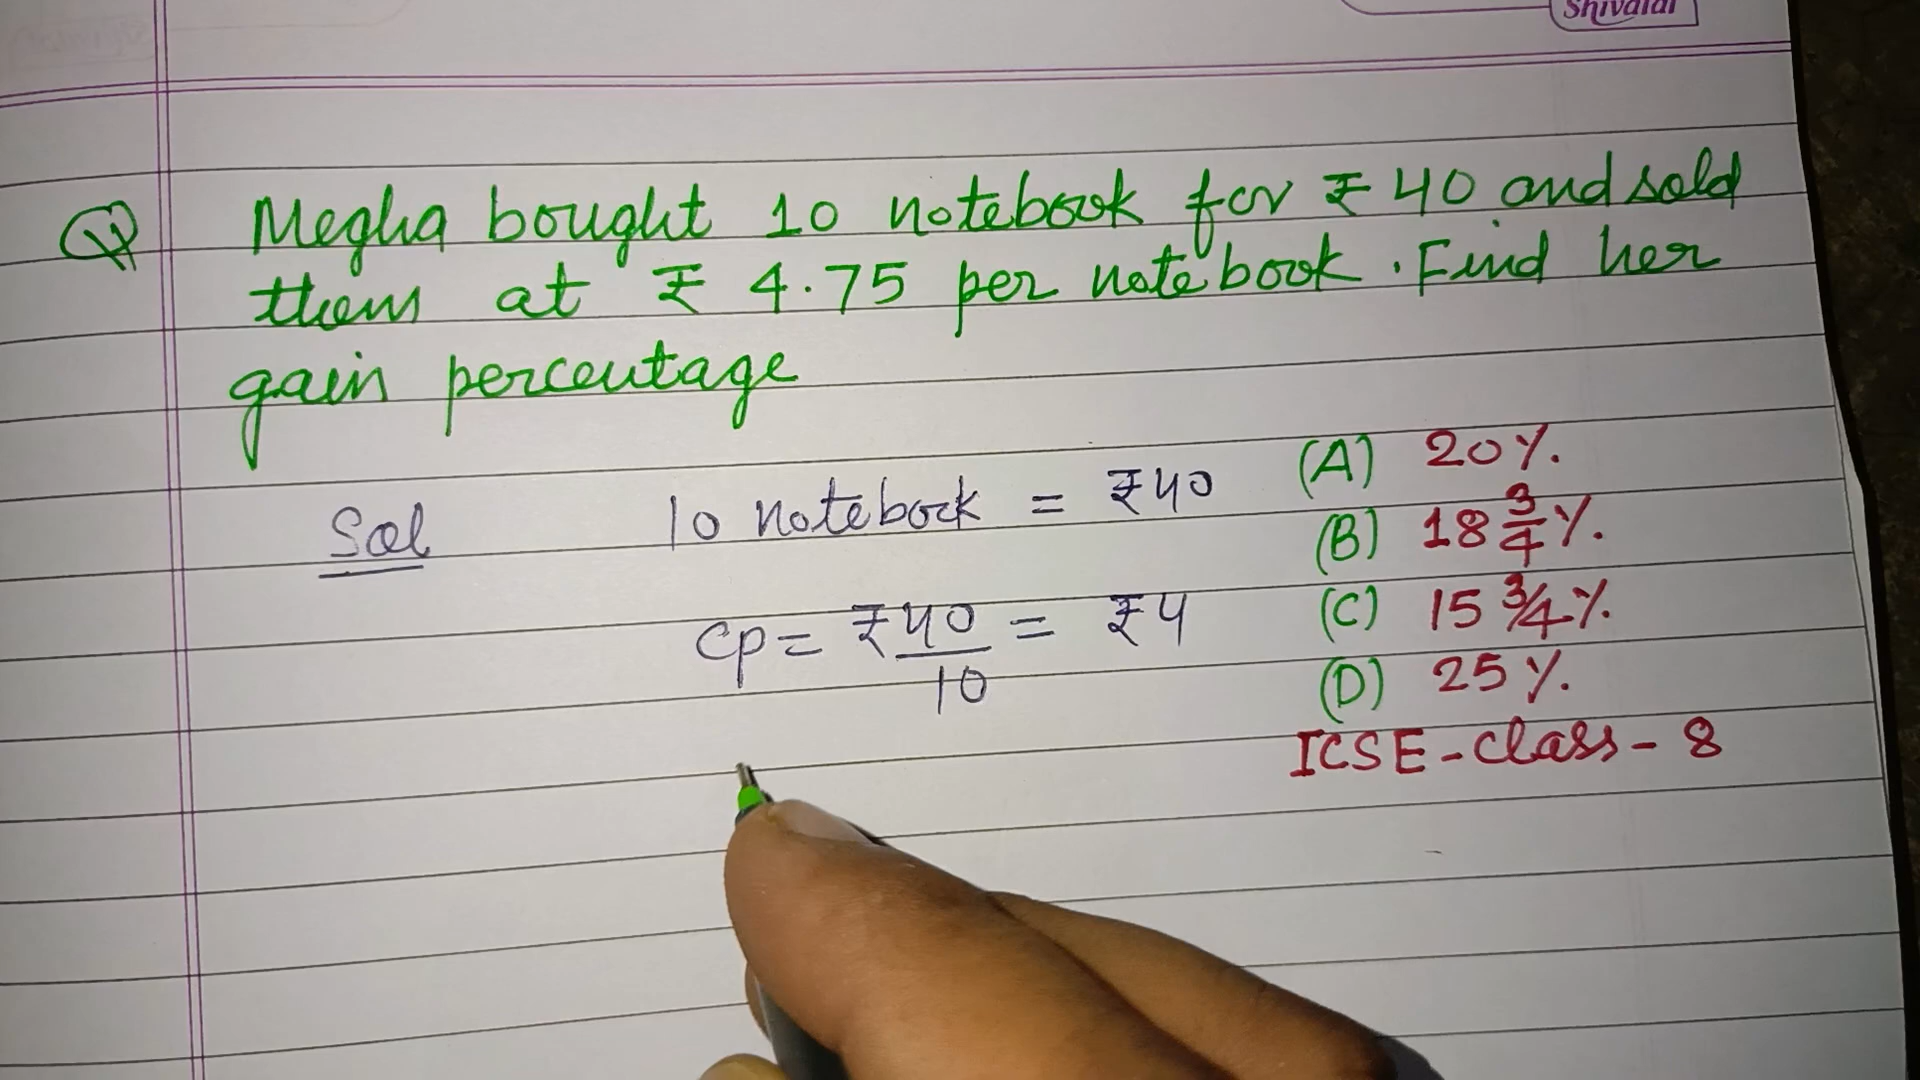 Shivalal
Q Megha bought 10 notebook for ₹ 40 and sold
them at ₹ 4.75 per notebook. Find her
gain percentage
Sol 10 notebook = ₹40
CP = ₹40/10 = ₹4
(A) 20%.
(B) 18 3/4 %.
(C) 15 3/4 %.
(D) 25 %.
ICSE-Class-8